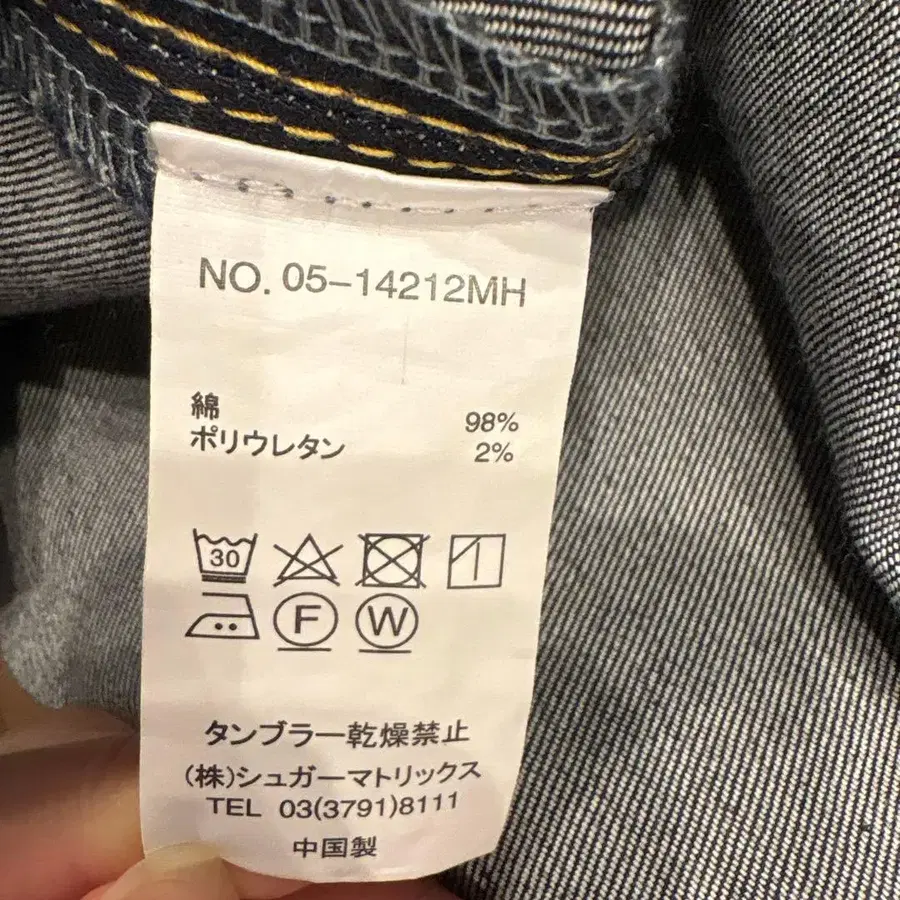 NO. 05-14212MH
綿 98%
ポリウレタン 2%
30
F W
タンブラー乾燥禁止
(株)シュガーマトリックス
TEL 03(3791)8111
中国製